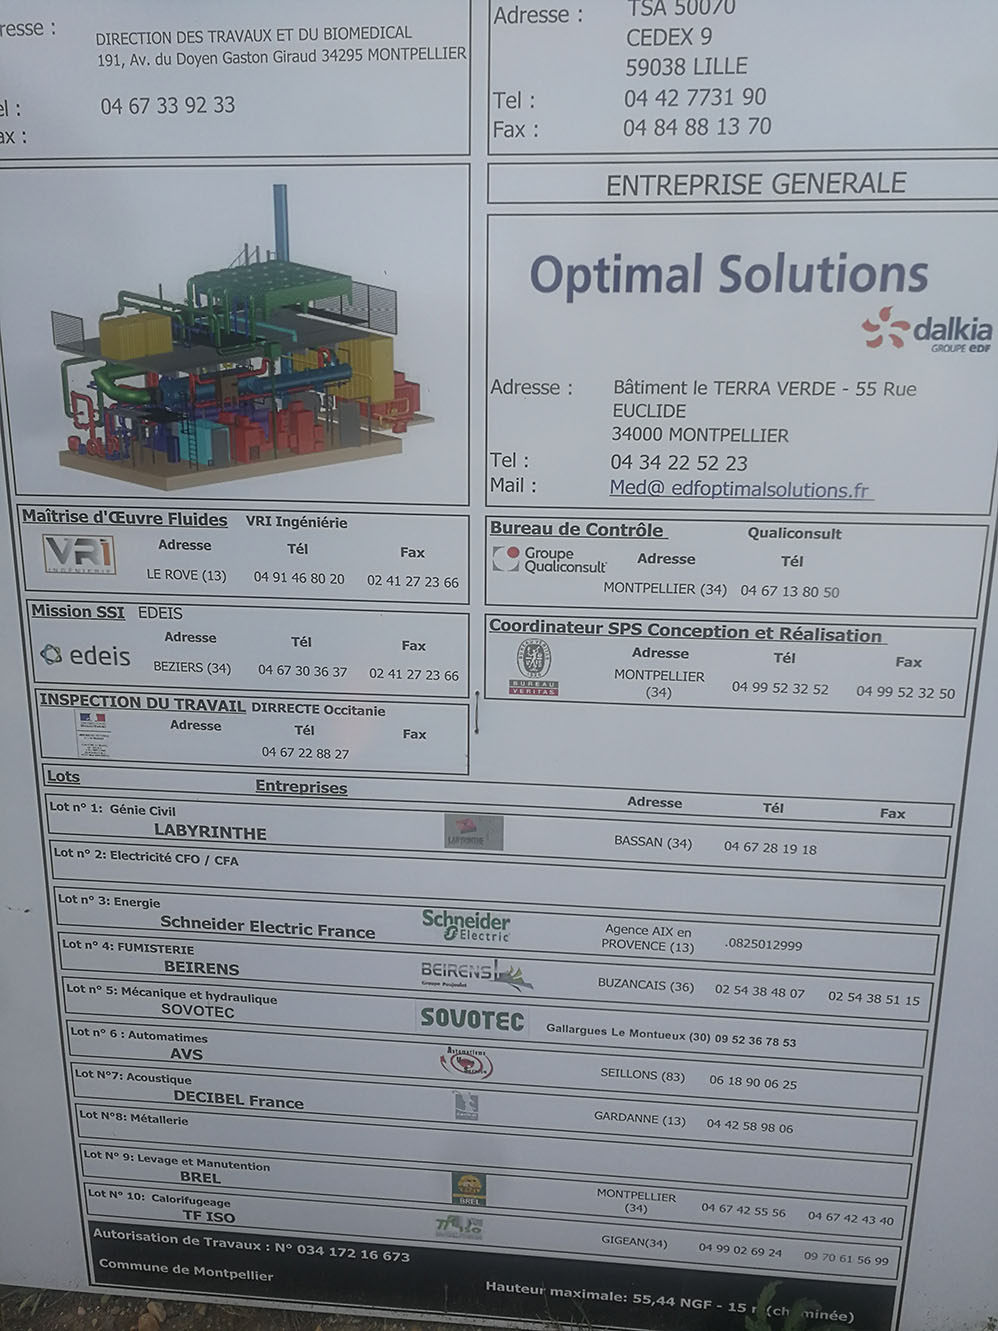 resse :
DIRECTION DES TRAVAUX ET DU BIOMEDICAL
191, Av. du Doyen Gaston Giraud 34295 MONTPELLIER
el :
04 67 33 92 33
ax :
Adresse :
TSA 50070
CEDEX 9
59038 LILLE
Tel :
04 42 7731 90
Fax :
04 84 88 13 70
ENTREPRISE GENERALE
Optimal Solutions
dalkia
GROUPE EDF
Adresse :
Bâtiment le TERRA VERDE - 55 Rue
EUCLIDE
34000 MONTPELLIER
Tel :
04 34 22 52 23
Mail :
Med@ edfoptimalsolutions.fr
Maîtrise d'Œuvre Fluides VRI Ingéniérie
VRi
INGÉNIERIE
Adresse Tél Fax
LE ROVE (13) 04 91 46 80 20 02 41 27 23 66
Bureau de Contrôle Qualiconsult
Groupe
Qualiconsult
Adresse Tél
MONTPELLIER (34) 04 67 13 80 50
Mission SSI EDEIS
edeis
Adresse Tél Fax
BEZIERS (34) 04 67 30 36 37 02 41 27 23 66
Coordinateur SPS Conception et Réalisation
BUREAU
VERITAS
Adresse Tél Fax
MONTPELLIER
(34)
04 99 52 32 52 04 99 52 32 50
INSPECTION DU TRAVAIL DIRRECTE Occitanie
Adresse Tél Fax
04 67 22 88 27
Lots Entreprises Adresse Tél Fax
Lot n° 1: Génie Civil
LABYRINTHE LABYRINTHE BASSAN (34) 04 67 28 19 18
Lot n° 2: Electricité CFO / CFA
Lot n° 3: Energie
Schneider Electric France
Schneider
Electric
Agence AIX en
PROVENCE (13)
.0825012999
Lot n° 4: FUMISTERIE
BEIRENS
BEIRENS
Groupe Poujoulat
BUZANCAIS (36) 02 54 38 48 07 02 54 38 51 15
Lot n° 5: Mécanique et hydraulique
SOVOTEC SOVOTEC Gallargues Le Montueux (30) 09 52 36 78 53
Lot n° 6 : Automatimes
AVS SEILLONS (83) 06 18 90 06 25
Lot N°7: Acoustique
DECIBEL France GARDANNE (13) 04 42 58 98 06
Lot N°8: Métallerie
Lot N° 9: Levage et Manutention
BREL BREL
MONTPELLIER
(34)
04 67 42 55 56 04 67 42 43 40
Lot N° 10: Calorifugeage
TF ISO GIGEAN(34) 04 99 02 69 24 09 70 61 56 99
Autorisation de Travaux : N° 034 172 16 673
Commune de Montpellier
Hauteur maximale: 55,44 NGF - 15 (cheminée)